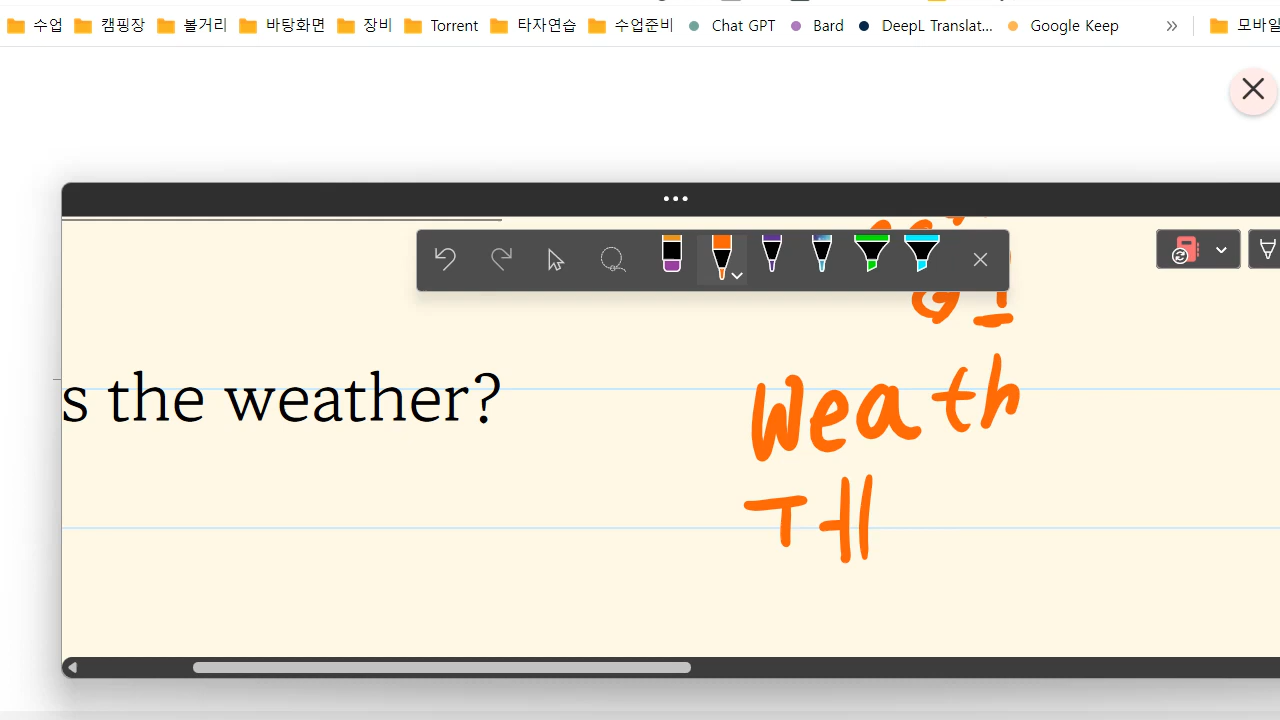 수업 캠핑장 볼거리 바탕화면 장비 Torrent 타자연습 수업준비 Chat GPT Bard DeepL Translat... Google Keep » 모바일
s the weather?
Weath
ㅜㅔ